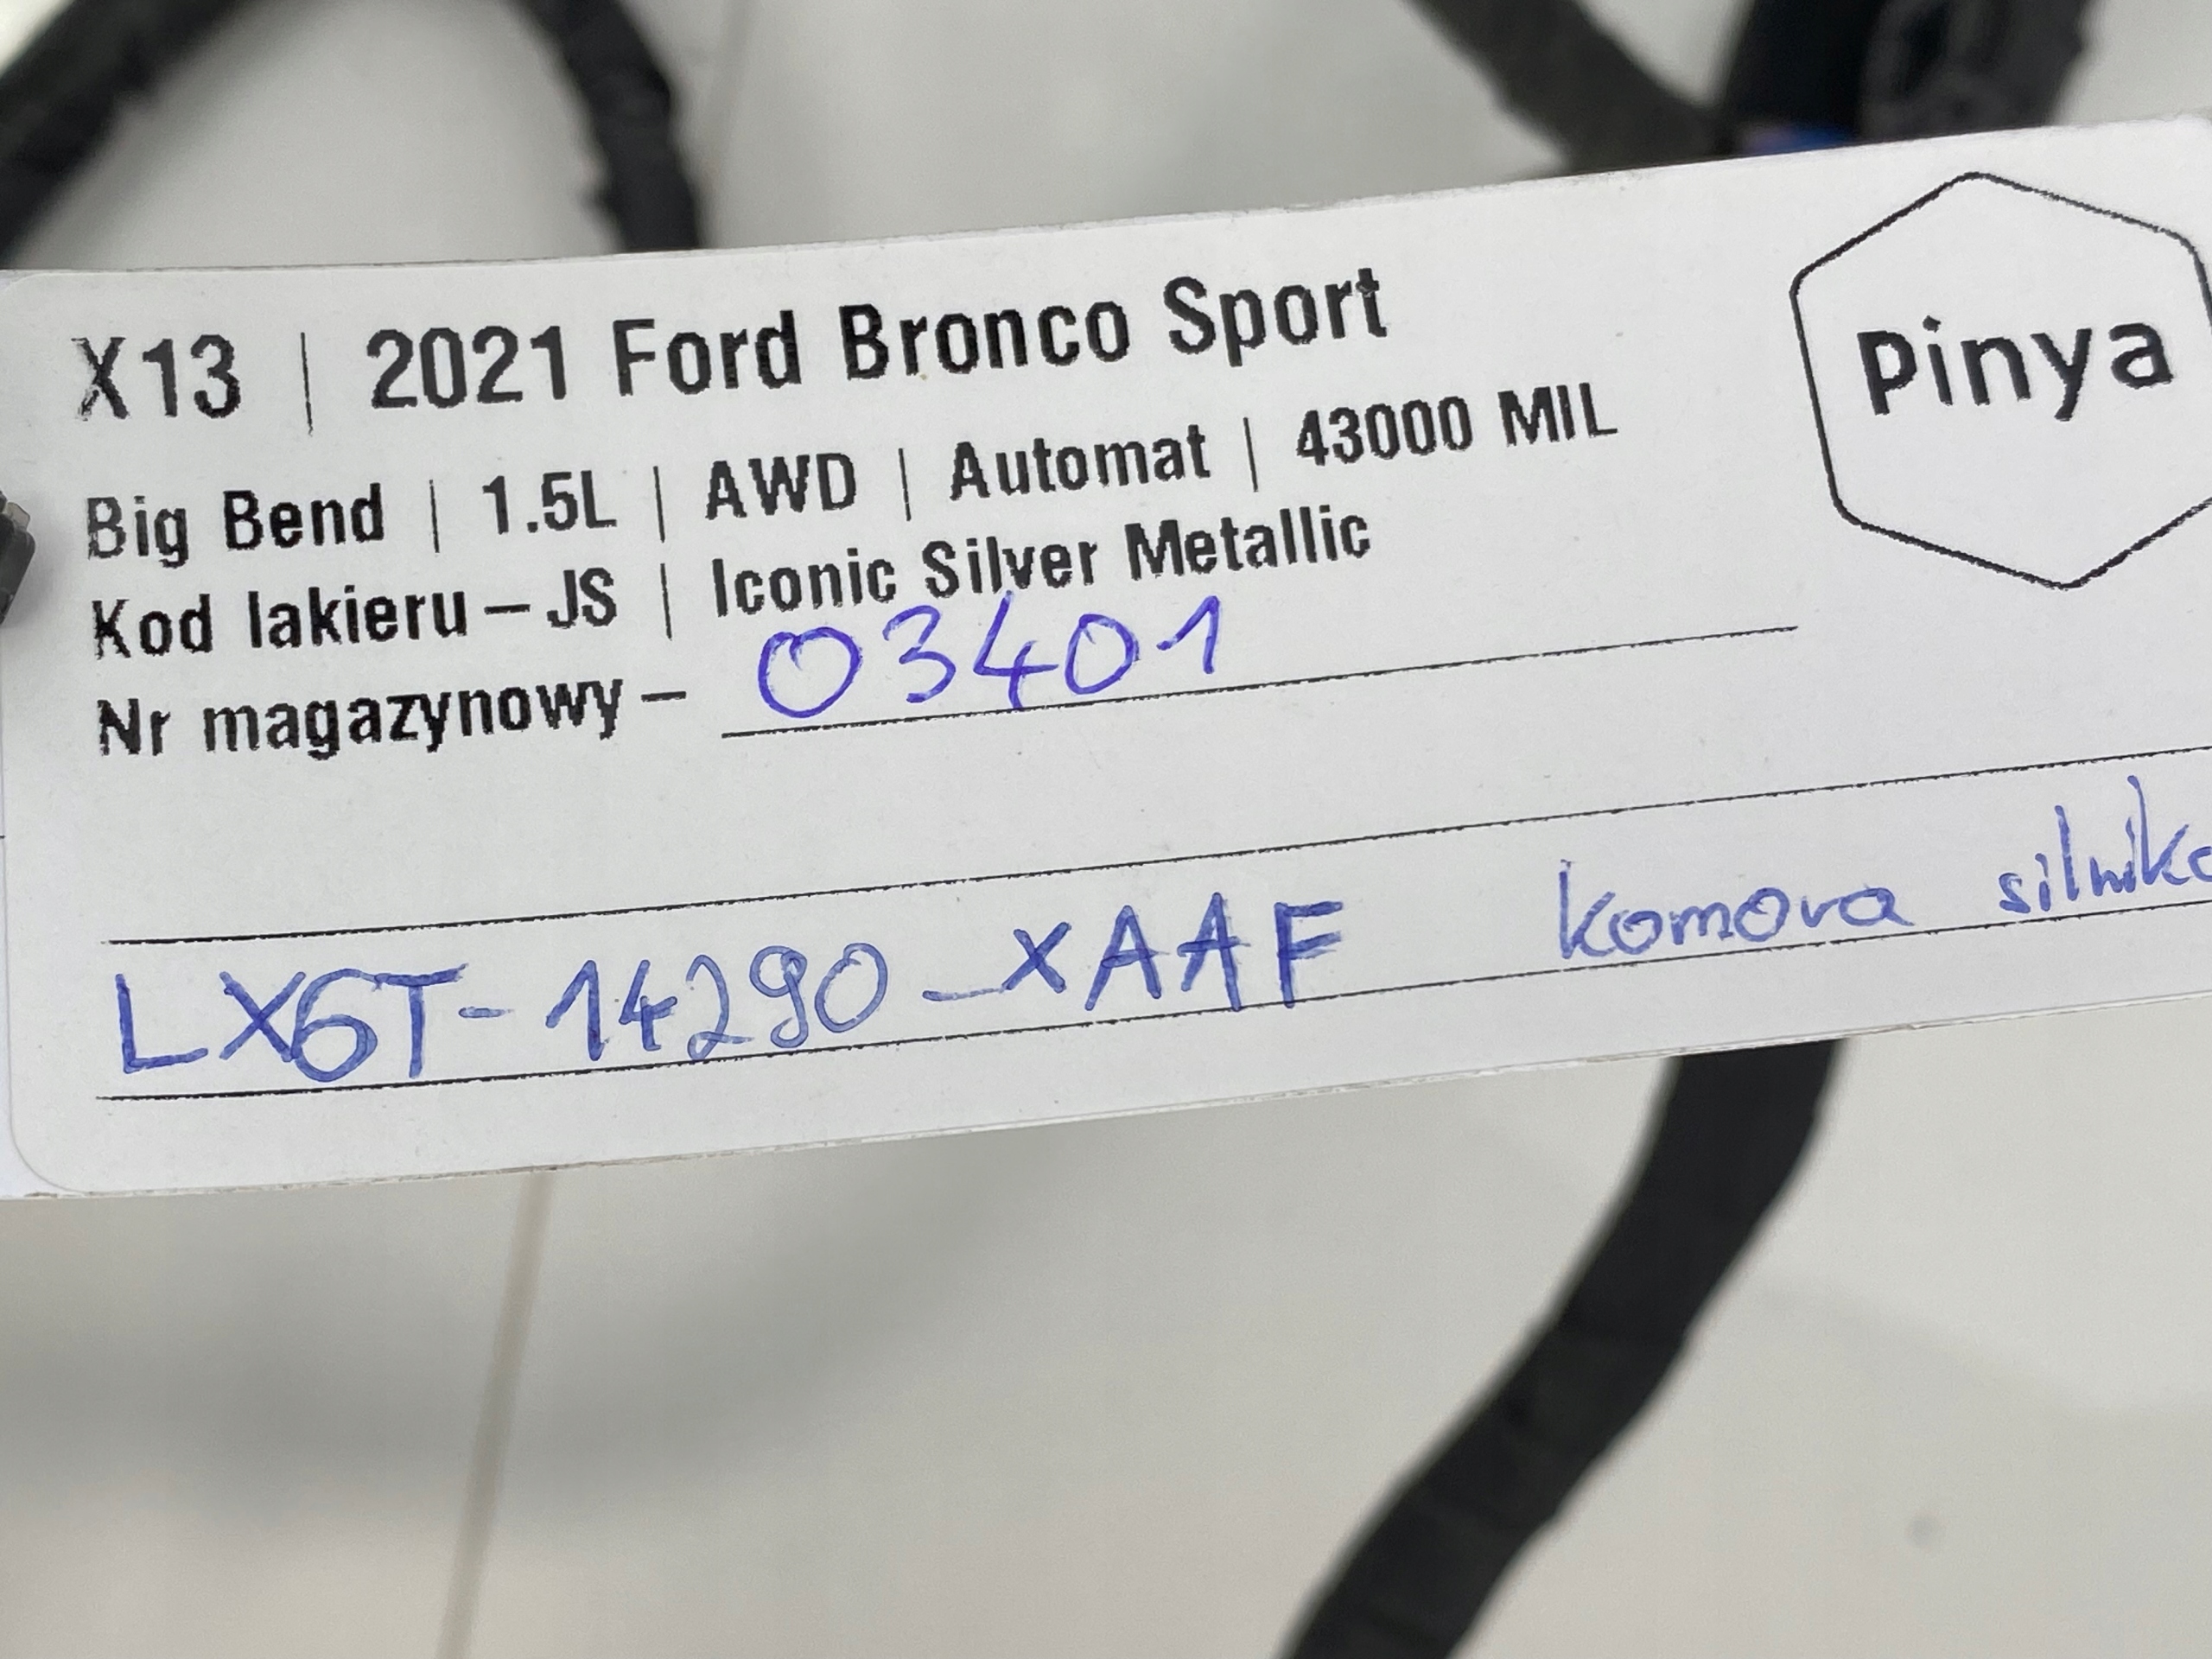 X13 | 2021 Ford Bronco Sport
Pinya
Big Bend | 1.5L | AWD | Automat | 43000 MIL
Kod lakieru – JS | Iconic Silver Metallic
Nr magazynowy – 03401
LX6T-14290-XAAF komora